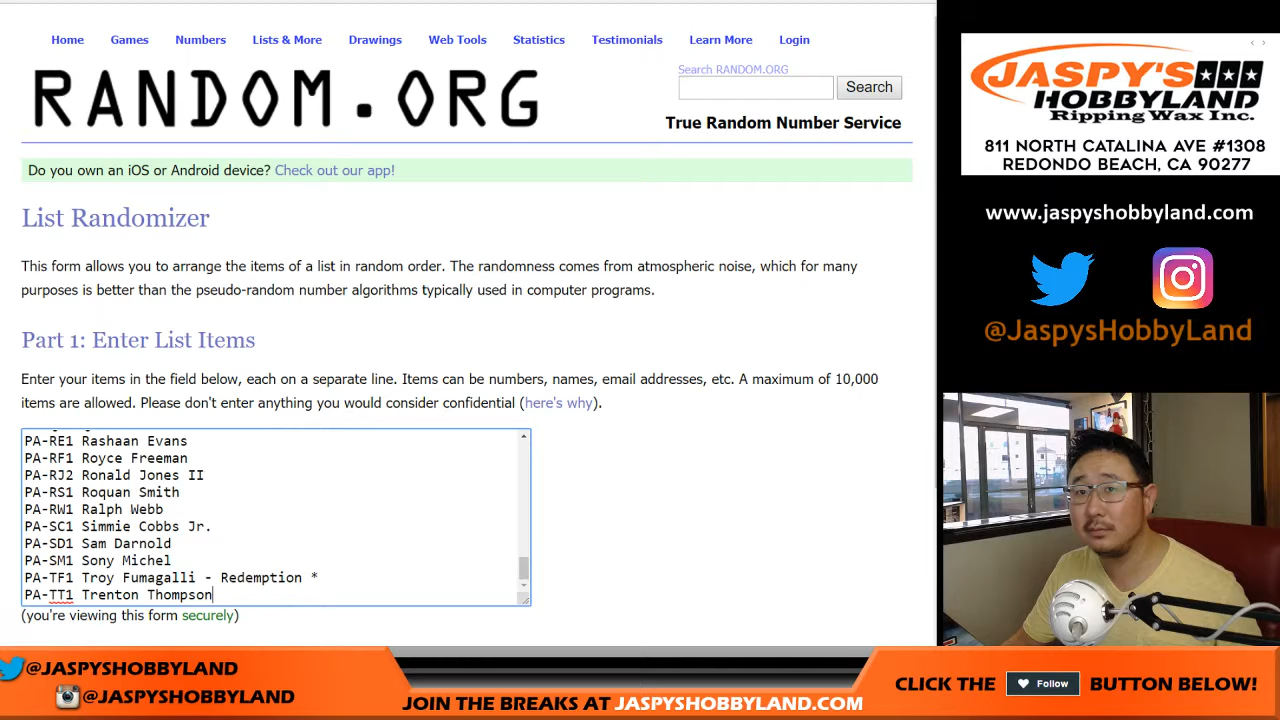 Home Games Numbers Lists & More Drawings Web Tools Statistics Testimonials Learn More Login
RANDOM.ORG
Search RANDOM.ORG
Search
True Random Number Service
Do you own an iOS or Android device? Check out our app!
List Randomizer
This form allows you to arrange the items of a list in random order. The randomness comes from atmospheric noise, which for many
purposes is better than the pseudo-random number algorithms typically used in computer programs.
Part 1: Enter List Items
Enter your items in the field below, each on a separate line. Items can be numbers, names, email addresses, etc. A maximum of 10,000
items are allowed. Please don't enter anything you would consider confidential (here's why).
PA-RE1 Rashaan Evans
PA-RF1 Royce Freeman
PA-RJ2 Ronald Jones II
PA-RS1 Roquan Smith
PA-RW1 Ralph Webb
PA-SC1 Simmie Cobbs Jr.
PA-SD1 Sam Darnold
PA-SM1 Sony Michel
PA-TF1 Troy Fumagalli - Redemption *
PA-TT1 Trenton Thompson
(you're viewing this form securely)
JASPY'S
HOBBYLAND
Ripping Wax Inc.
811 NORTH CATALINA AVE #1308
REDONDO BEACH, CA 90277
www.jaspyshobbyland.com
@JaspysHobbyLand
@JASPYSHOBBYLAND
@JASPYSHOBBYLAND
JOIN THE BREAKS AT JASPYSHOBBYLAND.COM
CLICK THE Follow BUTTON BELOW!